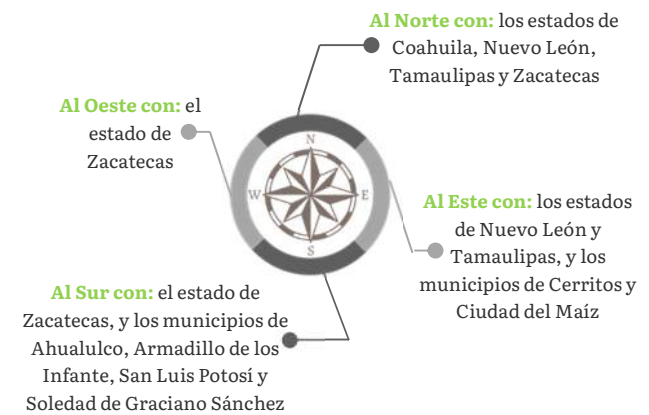 Al Norte con: los estados de
Coahuila, Nuevo León,
Tamaulipas y Zacatecas
Al Oeste con: el
estado de
Zacatecas
N
W
E
S
Al Este con: los estados
de Nuevo León y
Tamaulipas, y los
municipios de Cerritos y
Ciudad del Maíz
Al Sur con: el estado de
Zacatecas, y los municipios de
Ahualulco, Armadillo de los
Infante, San Luis Potosí y
Soledad de Graciano Sánchez